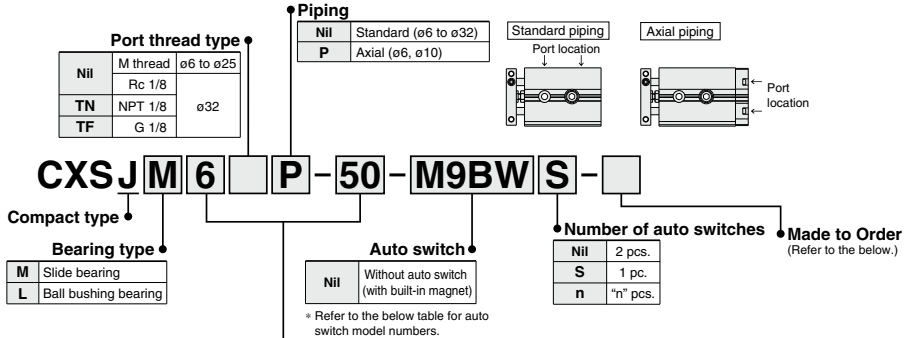 Piping
Nil Standard (ø6 to ø32)
P Axial (ø6, ø10)
Standard piping
Port location
Axial piping
Port
location
Port thread type
Nil M thread ø6 to ø25
Rc 1/8 ø32
TN NPT 1/8
TF G 1/8
CXSJM6 P-50-M9BWS-
Compact type
Bearing type
M Slide bearing
L Ball bushing bearing
Auto switch
Nil Without auto switch
(with built-in magnet)
* Refer to the below table for auto
switch model numbers.
Number of auto switches
Nil 2 pcs.
S 1 pc.
n “n” pcs.
Made to Order
(Refer to the below.)